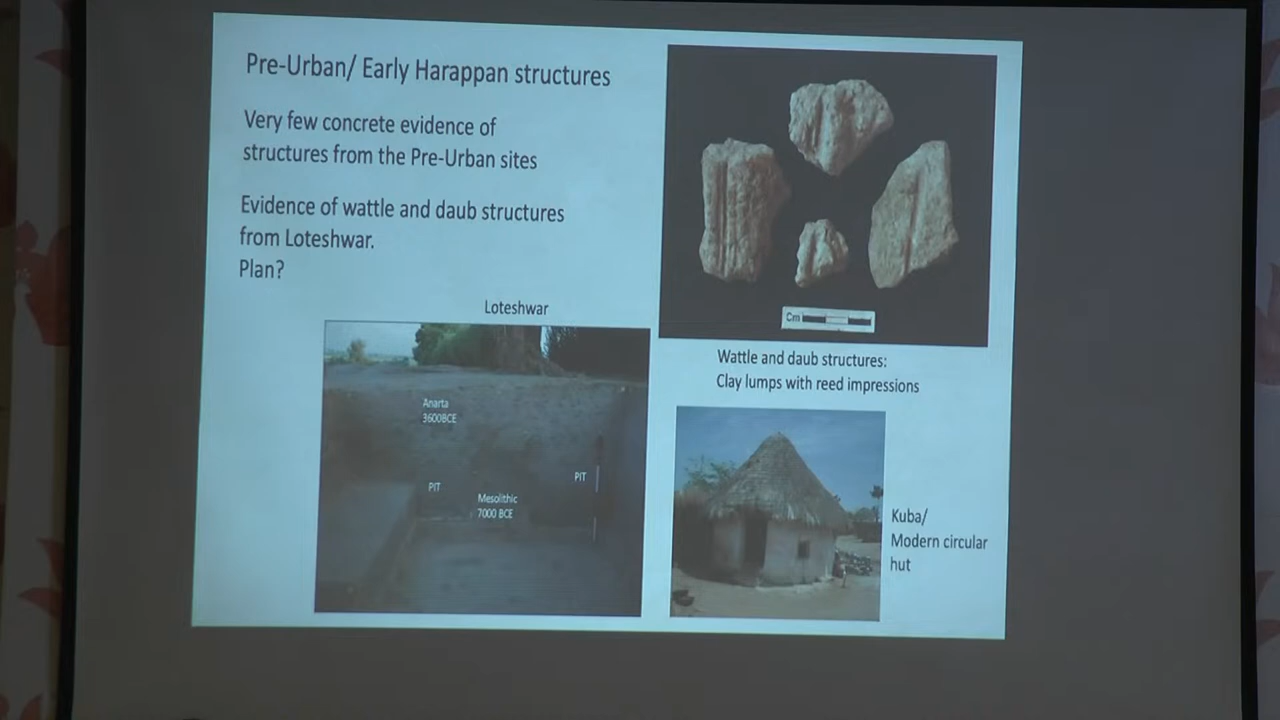 Pre-Urban/ Early Harappan structures
Very few concrete evidence of
structures from the Pre-Urban sites
Evidence of wattle and daub structures
from Loteshwar.
Plan?
Loteshwar
Anarta
3600BCE
PIT
PIT
Mesolithic
7000 BCE
Cm
Wattle and daub structures:
Clay lumps with reed impressions
Kuba/
Modern circular
hut